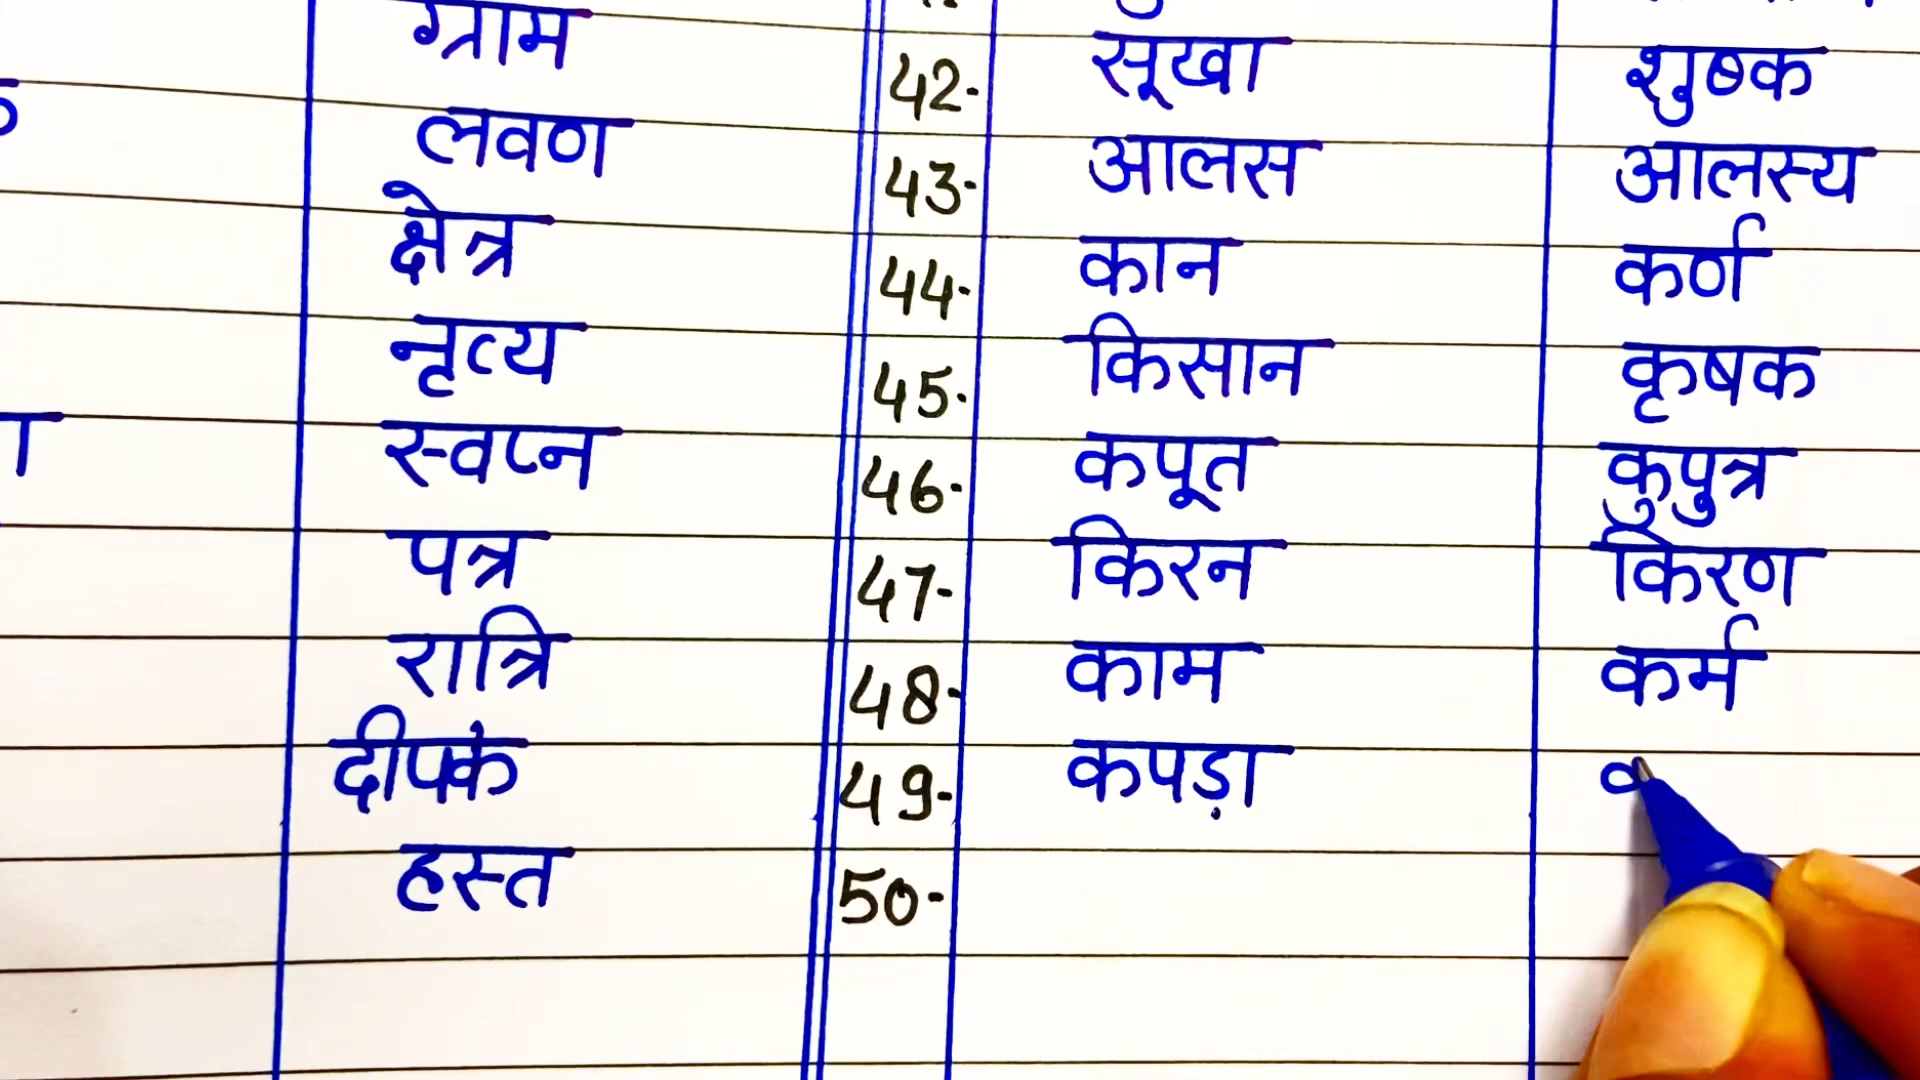 ग्राम
लवण
क्षेत्र
नृत्य
स्वप्न
पत्र
रात्रि
दीपकं
हस्त
42- सूखा शुष्क
43- आलस आलस्य
44- कान कर्ण
45- किसान कृषक
46- कपूत कुपुत्र
47- किरन किरण
48- काम कर्म
49- कपड़ा
50-